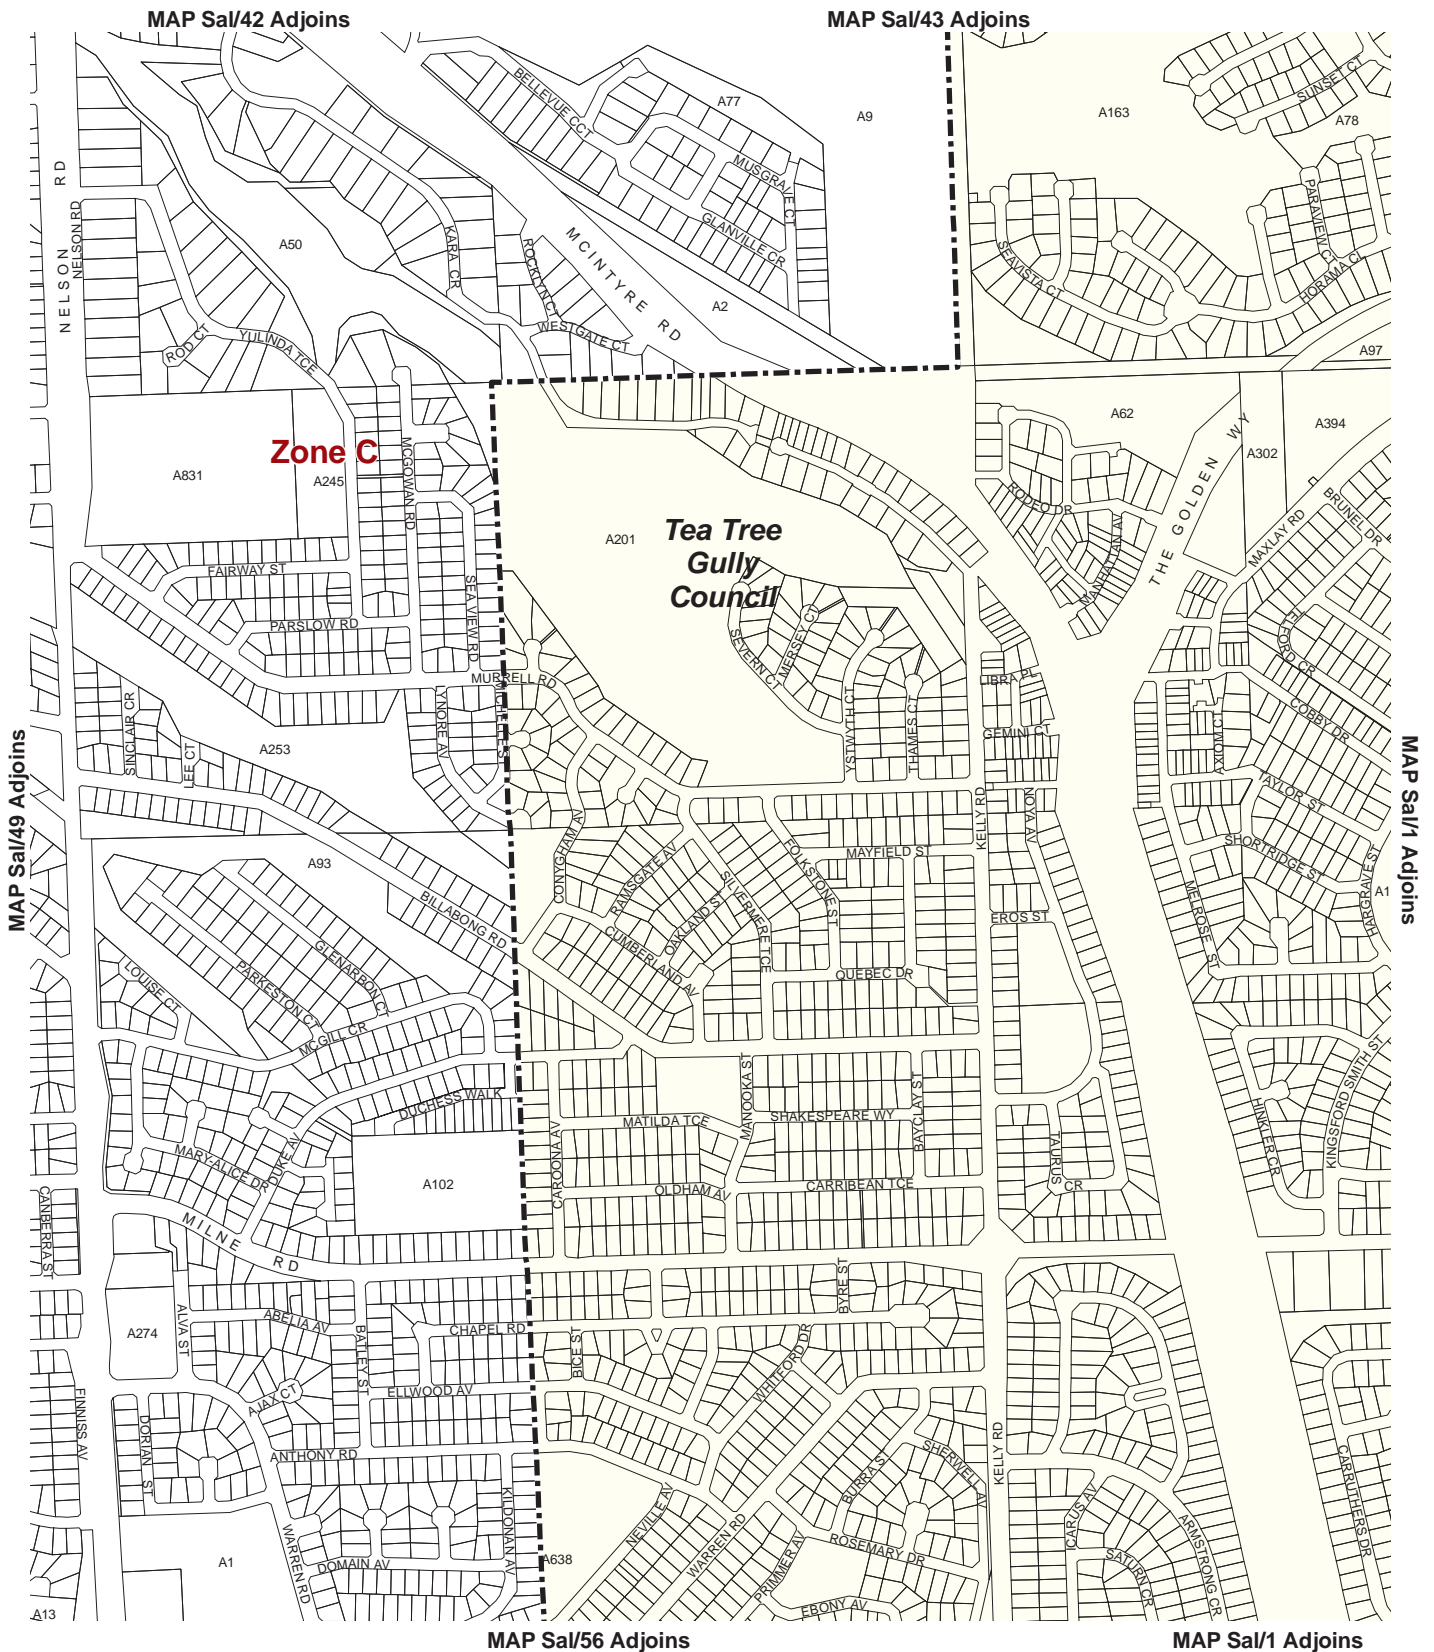 MAP Sal/42 Adjoins
MAP Sal/43 Adjoins
BELLEVUE CCT
A77
A9
A163
SUNSET CT
A78
NELSON RD
NELSON RD
MUSGRAVE CT
PARAVIEW CT
GLANVILLE CR
A50
KARA CR
ROCKLYN CT
MCINTYRE RD
SEAVISTA CT
HORAMA C
A2
WESTGATE CT
ROD CT
YULINDA TCE
A97
A62
A394
Zone C
MCGOWAN RD
A831
A245
THE GOLDEN WY
A302
RODEO DR
BRUNEL DR
MAXLAY RD
A201
Tea Tree
Gully
Council
MANHATTAN AV
FAIRWAY ST
SEA VIEW RD
PARSLOW RD
SEVERN CT
MERSEY CT
TELFORD CR
MURRELL RD
LIBRA PL
SINCLAIR CR
LYNORE AV
MICHELLE ST
YSTWYTH CT
THAMES CT
COBBY DR
GEMINI CT
AXOM CT
A253
LEE CT
MAP Sal/49 Adjoins
MAP Sal/1 Adjoins
TAYLOR ST
KELLY RD
NOYA AV
CONYGHAM AV
FOLKSTONE ST
MAYFIELD ST
SHORTRIDGE ST
A93
RAMSGATE AV
SILVERMERE TCE
HARGRAVE ST
A1
BILLABONG RD
OAKLAND ST
MELROSE ST
EROS ST
CUMBERLAND AV
GLENARBON CT
PARKESTON CT
LOUISE CT
QUEBEC DR
MCGILL CR
MANOOKA ST
BAYCLAY ST
KINGSFORD SMITH ST
HINKLER CR
DUCHESS WALK
MATILDA TCE
SHAKESPEARE WY
CAROONA AV
TAURUS
CR
MARY-ALICE DR
DUKE AV
A102
OLDHAM AV
CARRIBEAN TCE
CANBERRA ST
MILNE RD
BYRE ST
A274
ALVA ST
ABELIA AV
BATLEY ST
CHAPEL RD
BICE ST
WHITFORD DR
ELLWOOD AV
AJAX CT
FINNISS AV
DORIAN ST
ANTHONY RD
KELLY RD
SHERWELL AV
BURRA S
CARRUTHERS DR
KILDONAN AV
NEVILLE AV
WARREN RD
WARREN RD
ICARUS AV
ARMSTRONG CR
ROSEMARY DR
PRIMMER AV
SATURN CR
A1
DOMAIN AV
A638
EBONY AV
A13
MAP Sal/56 Adjoins
MAP Sal/1 Adjoins